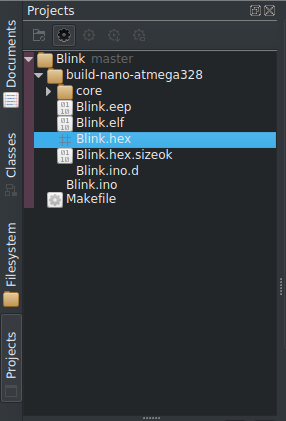 Projects
Documents
Classes
Filesystem
Projects
Blink master
build-nano-atmega328
core
Blink.eep
Blink.elf
Blink.hex
Blink.hex.sizeok
Blink.ino.d
Blink.ino
Makefile